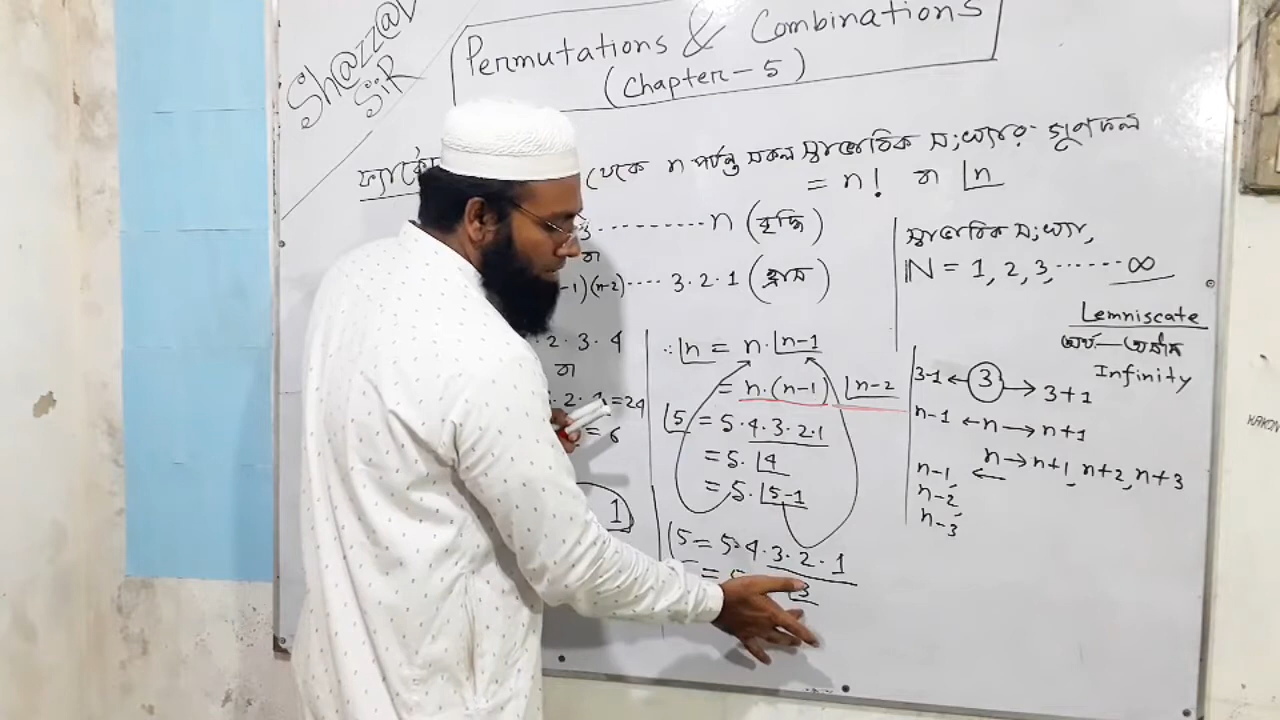 Sh@zz@d
SiR
Permutations & Combinations
(Chapter-5)
থেকে n পর্যন্ত সকল স্বাভাবিক সংখ্যার গুণফল
= n! বা ⌊n
3 --------- n (বৃদ্ধি)
বা
-1)(n-2)---- 3·2·1 (হ্রাস)
2·3·4
বা
=24
= 6
1
∴ ⌊n = n·⌊n-1
= n·(n-1) ⌊n-2
⌊5 = 5·4·3·2·1
= 5·⌊4
= 5·⌊5-1
⌊5 = 5·4·3·2·1
⌊3
স্বাভাবিক সংখ্যা,
N = 1, 2, 3, ------ ∞
Lemniscate
অর্থ — অসীম
Infinity
3-1 ← 3 → 3+1
n-1 ← n → n+1
n → n+1, n+2, n+3
n-1, ←
n-2,
n-3